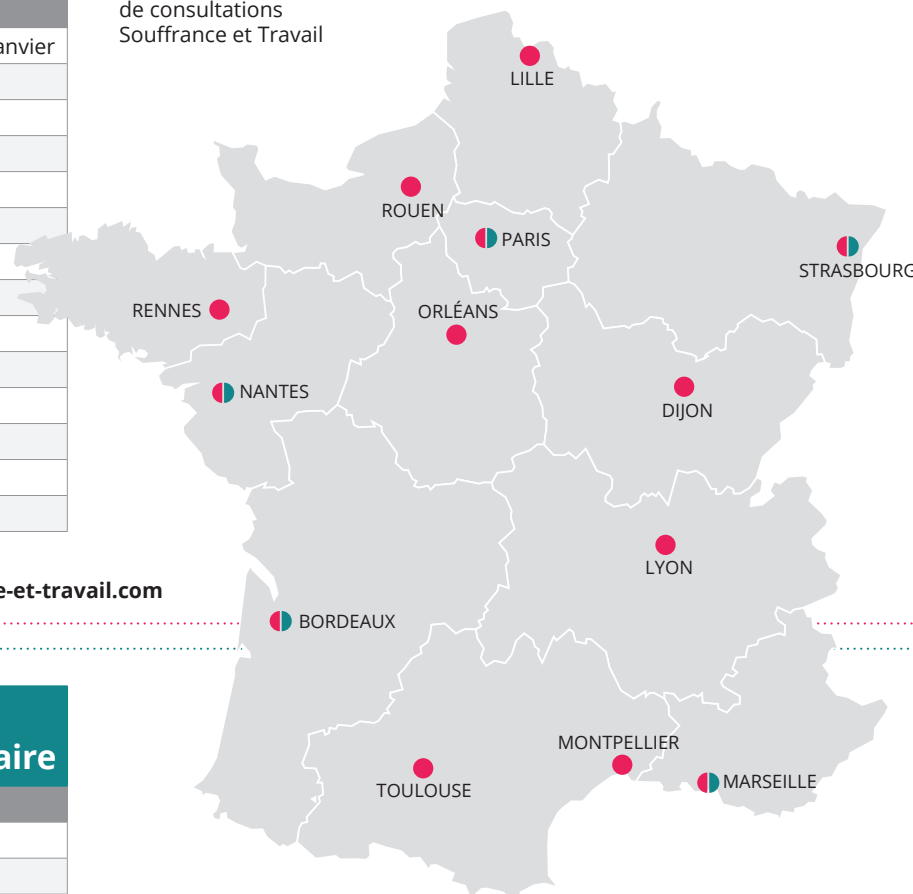 de consultations
Souffrance et Travail
anvier
LILLE
ROUEN
PARIS
STRASBOURG
RENNES
ORLÉANS
NANTES
DIJON
LYON
e-et-travail.com
BORDEAUX
aire
MONTPELLIER
TOULOUSE
MARSEILLE